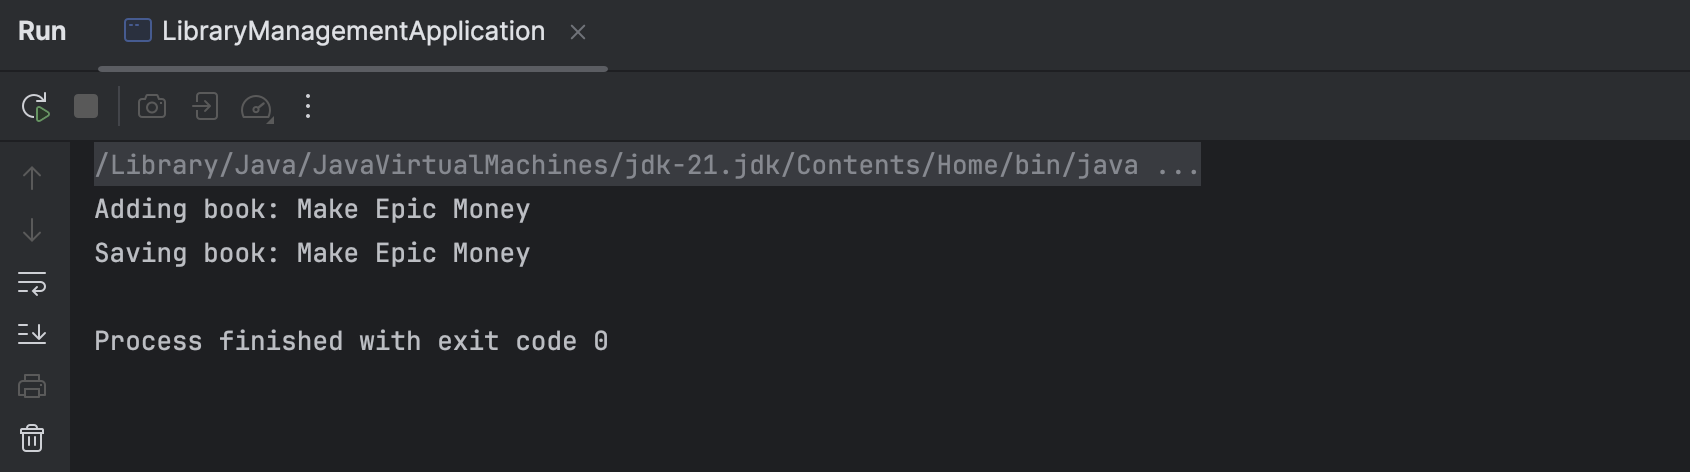 Run LibraryManagementApplication
/Library/Java/JavaVirtualMachines/jdk-21.jdk/Contents/Home/bin/java ...
Adding book: Make Epic Money
Saving book: Make Epic Money
Process finished with exit code 0